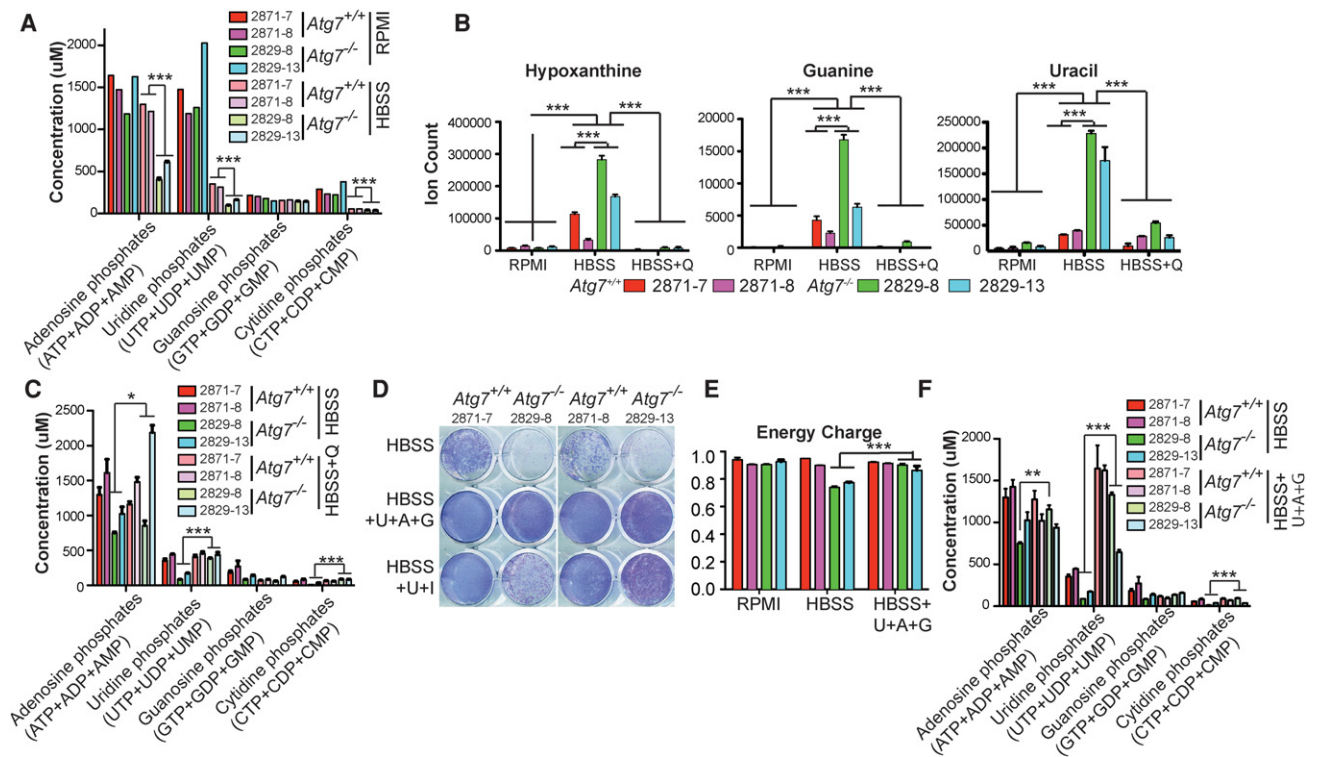 A
Concentration (uM)
2000
1500
1000
500
0
2871-7
2871-8
2829-8
2829-13
2871-7
2871-8
2829-8
2829-13
Atg7+/+
Atg7-/-
RPMI
Atg7+/+
Atg7-/-
HBSS
***
***
***
Adenosine phosphates
(ATP+ADP+AMP)
Uridine phosphates
(UTP+UDP+UMP)
Guanosine phosphates
(GTP+GDP+GMP)
Cytidine phosphates
(CTP+CDP+CMP)
B
Ion Count
Hypoxanthine
400000
300000
200000
100000
0
***
***
***
RPMI HBSS HBSS+Q
Guanine
20000
15000
10000
5000
0
***
***
***
RPMI HBSS HBSS+Q
Uracil
250000
200000
150000
100000
50000
0
***
***
***
RPMI HBSS HBSS+Q
Atg7+/+ 2871-7 2871-8 Atg7-/- 2829-8 2829-13
C
Concentration (uM)
2500
2000
1500
1000
500
0
2871-7
2871-8
2829-8
2829-13
2871-7
2871-8
2829-8
2829-13
Atg7+/+
Atg7-/-
HBSS
Atg7+/+
Atg7-/-
HBSS+Q
*
***
***
Adenosine phosphates
(ATP+ADP+AMP)
Uridine phosphates
(UTP+UDP+UMP)
Guanosine phosphates
(GTP+GDP+GMP)
Cytidine phosphates
(CTP+CDP+CMP)
D
Atg7+/+ Atg7-/- Atg7+/+ Atg7-/-
2871-7 2829-8 2871-8 2829-13
HBSS
HBSS
+U+A+G
HBSS
+U+I
E
Energy Charge
***
1.0
0.8
0.6
0.4
0.2
0.0
RPMI HBSS HBSS+
U+A+G
F
Concentration (uM)
2000
1500
1000
500
0
2871-7
2871-8
2829-8
2829-13
2871-7
2871-8
2829-8
2829-13
Atg7+/+
Atg7-/-
HBSS
Atg7+/+
Atg7-/-
HBSS+
U+A+G
**
***
***
Adenosine phosphates
(ATP+ADP+AMP)
Uridine phosphates
(UTP+UDP+UMP)
Guanosine phosphates
(GTP+GDP+GMP)
Cytidine phosphates
(CTP+CDP+CMP)